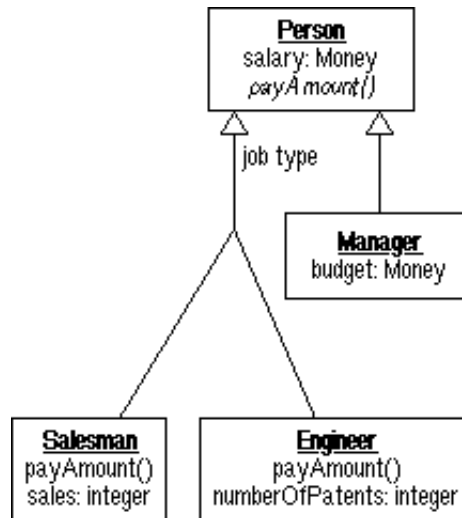 Person
salary: Money
payAmount()
job type
Manager
budget: Money
Salesman
payAmount()
sales: integer
Engineer
payAmount()
numberOfPatents: integer